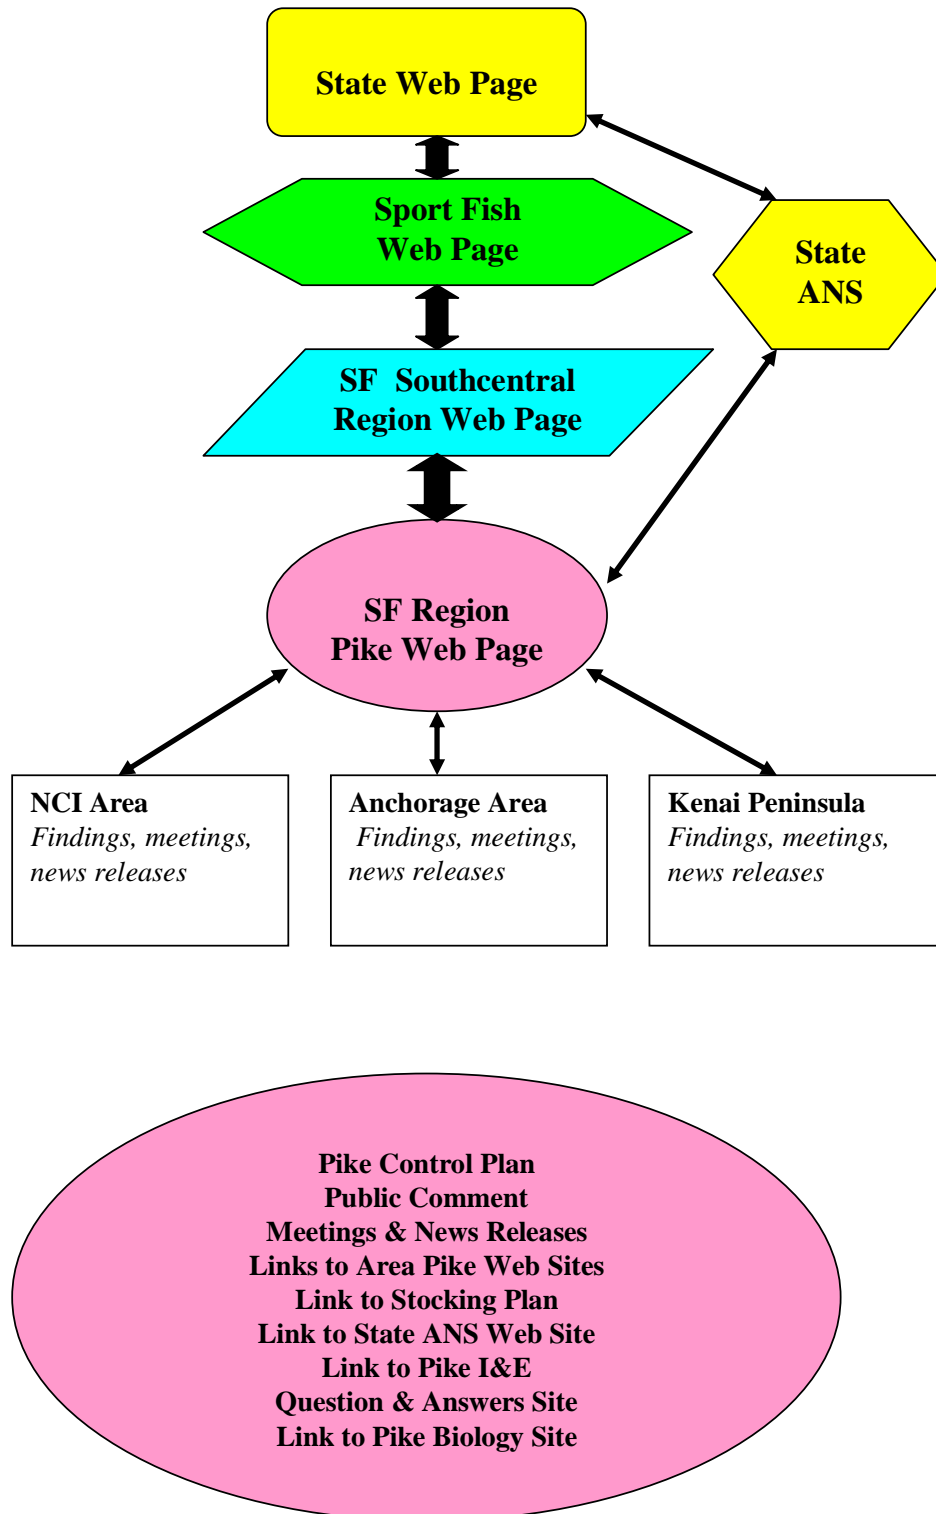 State Web Page
Sport Fish
Web Page
State
ANS
SF  Southcentral
Region Web Page
SF Region
Pike Web Page
NCI Area
Findings, meetings,
news releases
Anchorage Area
Findings, meetings,
news releases
Kenai Peninsula
Findings, meetings,
news releases
Pike Control Plan
Public Comment
Meetings & News Releases
Links to Area Pike Web Sites
Link to Stocking Plan
Link to State ANS Web Site
Link to Pike I&E
Question & Answers Site
Link to Pike Biology Site